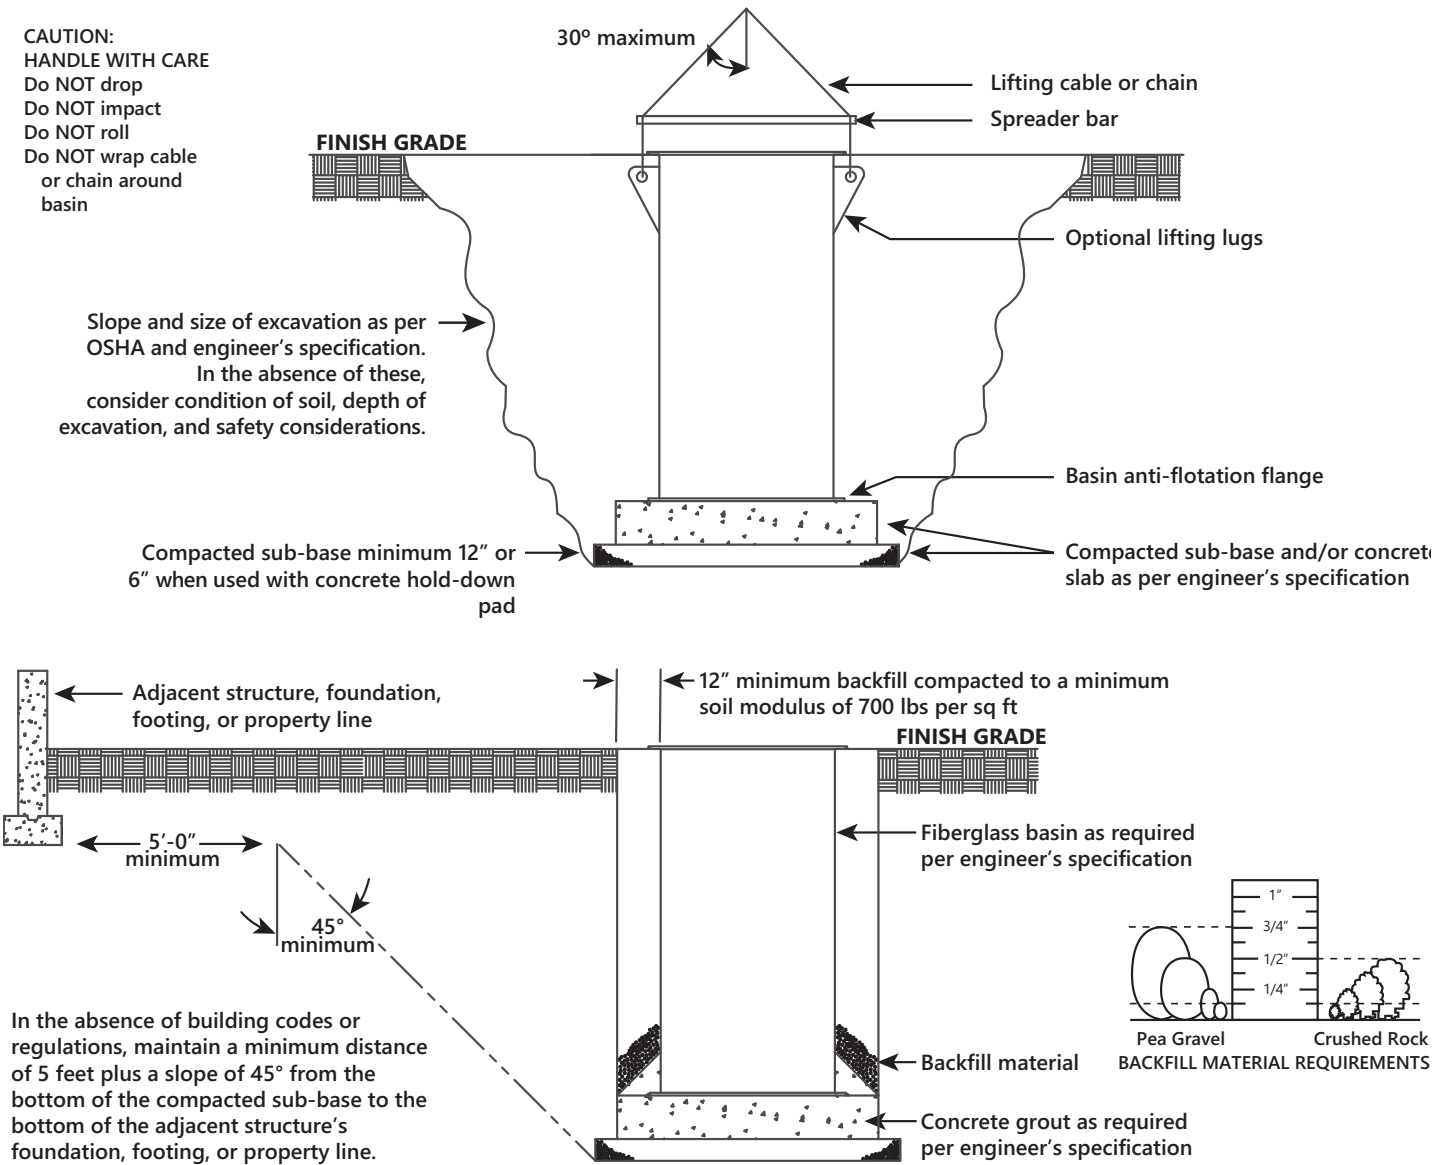 CAUTION:
HANDLE WITH CARE
Do NOT drop
Do NOT impact
Do NOT roll
Do NOT wrap cable
or chain around
basin
30º maximum
Lifting cable or chain
Spreader bar
FINISH GRADE
Optional lifting lugs
Slope and size of excavation as per
OSHA and engineer’s specification.
In the absence of these,
consider condition of soil, depth of
excavation, and safety considerations.
Basin anti-flotation flange
Compacted sub-base minimum 12” or
6” when used with concrete hold-down
pad
Compacted sub-base and/or concrete
slab as per engineer’s specification
Adjacent structure, foundation,
footing, or property line
12” minimum backfill compacted to a minimum
soil modulus of 700 lbs per sq ft
FINISH GRADE
5’-0”
minimum
45°
minimum
Fiberglass basin as required
per engineer’s specification
1”
3/4”
1/2”
1/4”
Pea Gravel
Crushed Rock
BACKFILL MATERIAL REQUIREMENTS
Backfill material
Concrete grout as required
per engineer’s specification
In the absence of building codes or
regulations, maintain a minimum distance
of 5 feet plus a slope of 45° from the
bottom of the compacted sub-base to the
bottom of the adjacent structure’s
foundation, footing, or property line.